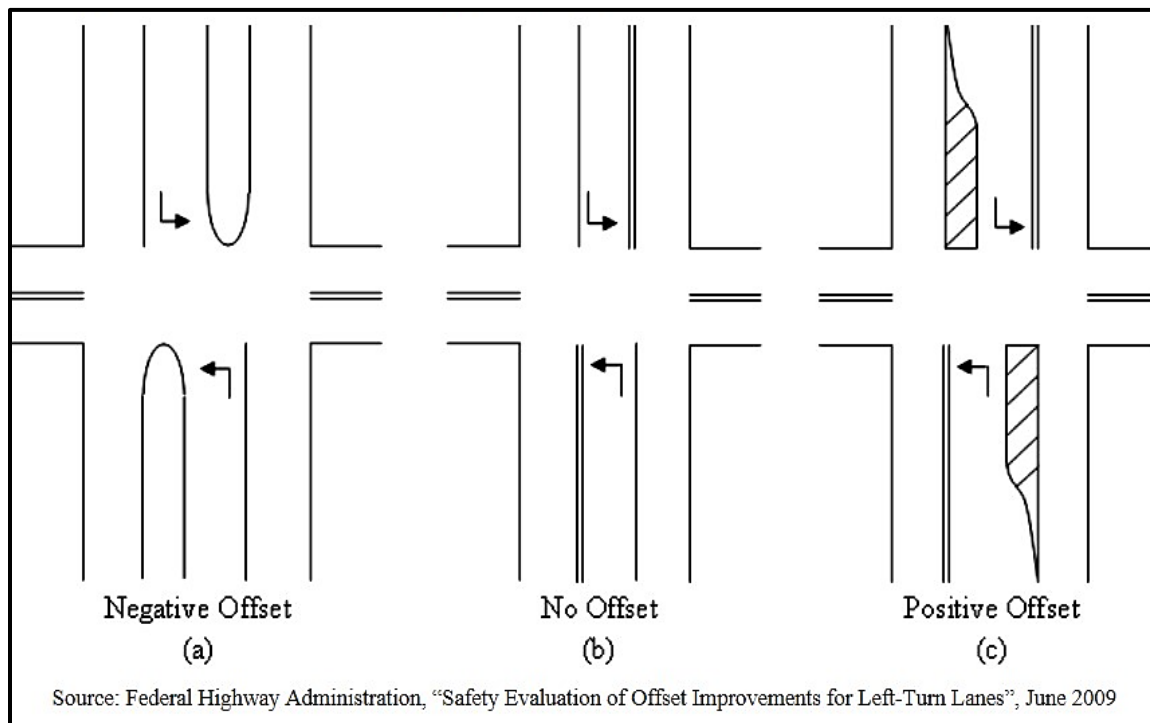 Negative Offset
(a)
No Offset
(b)
Positive Offset
(c)
Source: Federal Highway Administration, “Safety Evaluation of Offset Improvements for Left-Turn Lanes”, June 2009